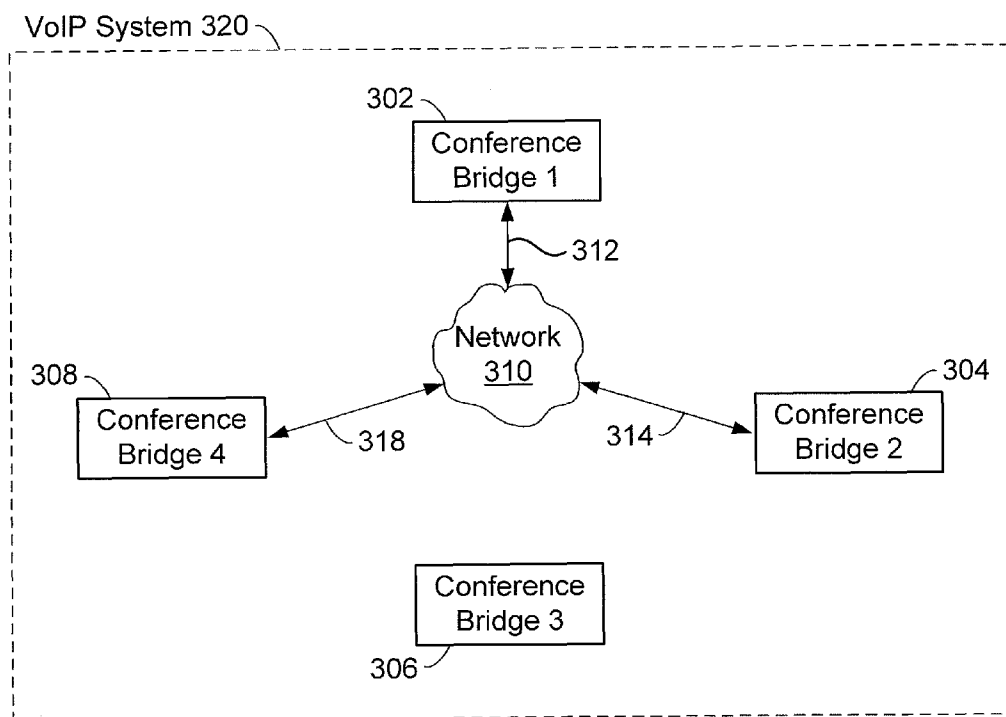 VoIP System 320
302
Conference
Bridge 1
312
Network
310
308
Conference
Bridge 4
318
304
Conference
Bridge 2
314
Conference
Bridge 3
306